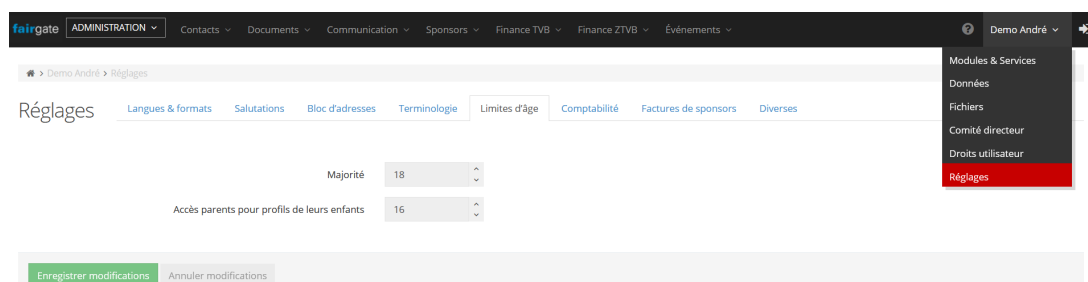 fairgate ADMINISTRATION Contacts Documents Communication Sponsors Finance TVB Finance ZTVB Événements Demo André
Modules & Services
> Demo André > Réglages
Données
Réglages Langues & formats Salutations Bloc d'adresses Terminologie Limites d'âge Comptabilité Factures de sponsors Diverses
Fichiers
Comité directeur
Droits utilisateur
Réglages
Majorité 18
Accès parents pour profils de leurs enfants 16
Enregistrer modifications Annuler modifications